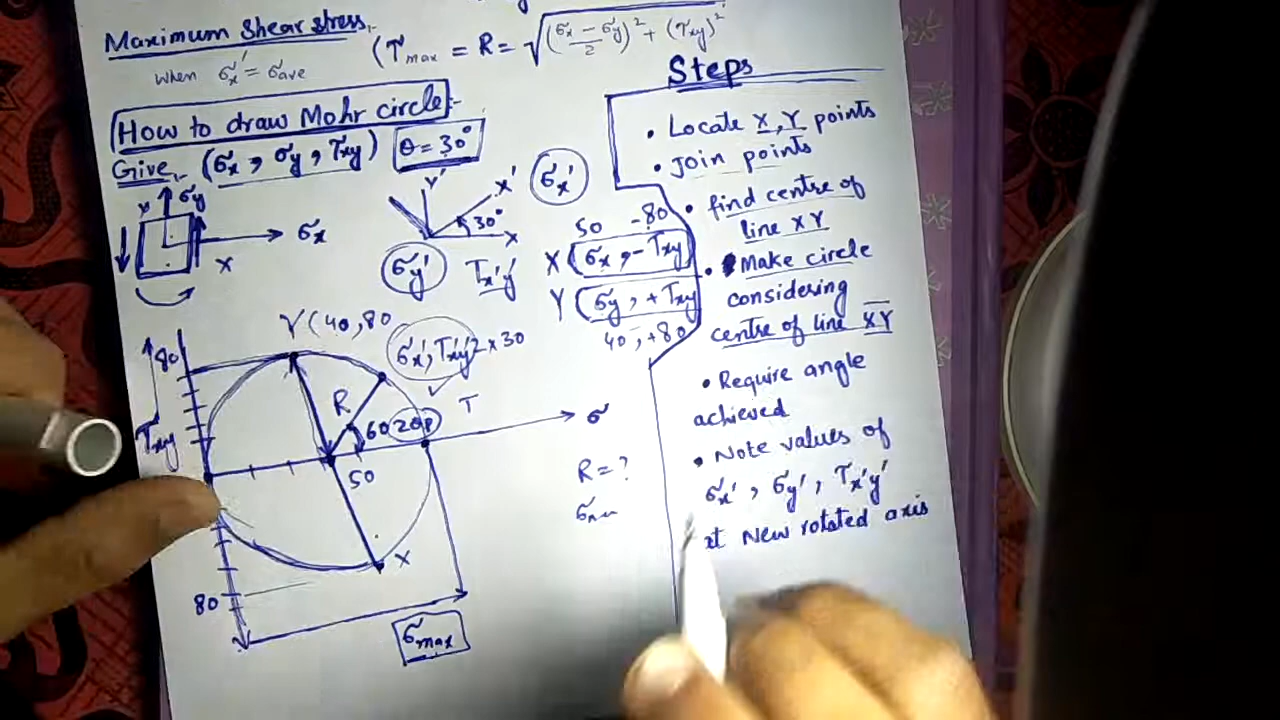 Maximum Shear stress,-
when σx' = σave
(τmax = R = √((σx - σy)/2)² + (τxy)²
How to draw Mohr circle:-
Give,- (σx, σy, τxy) θ = 30°
σy
Y
σx
X
Y'
X'
30°
X
σx'
σy'
τx'y'
50 -80
X (σx, -τxy)
Y (σy, +τxy)
40, +80
Y (40, 80
σx', τx'y' 2x30
80
τxy
R
60 2θp
τ
σ
50
R = ?
X
80
σmax
Steps
• Locate X, Y points
• Join points
• find centre of
line XY
• Make circle
considering
centre of line XY
• Require angle
achieved
• Note values of
σx', σy', τx'y'
at New rotated axis